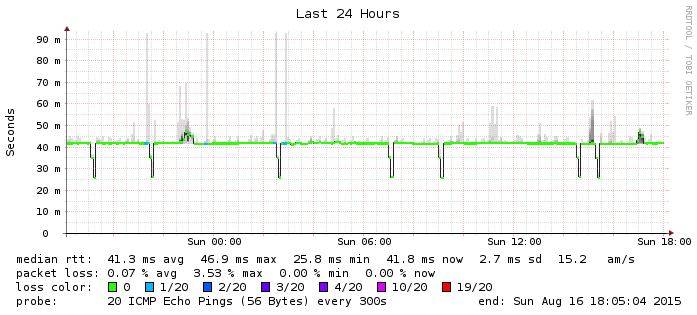 Last 24 Hours
RRDTOOL / TOBI OETIKER
Seconds
90 m
80 m
70 m
60 m
50 m
40 m
30 m
20 m
10 m
0
Sun 00:00 Sun 06:00 Sun 12:00 Sun 18:00
median rtt: 41.3 ms avg 46.9 ms max 25.8 ms min 41.8 ms now 2.7 ms sd 15.2 am/s
packet loss: 0.07 % avg 3.53 % max 0.00 % min 0.00 % now
loss color: 0 1/20 2/20 3/20 4/20 10/20 19/20
probe: 20 ICMP Echo Pings (56 Bytes) every 300s end: Sun Aug 16 18:05:04 2015